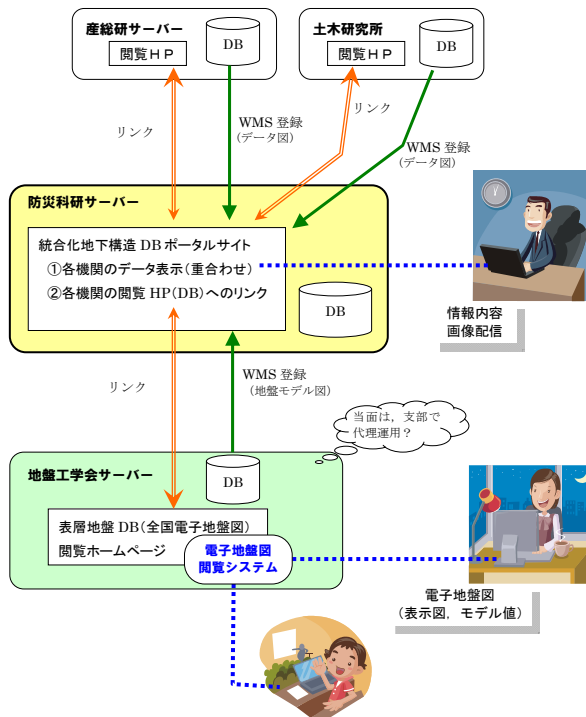 産総研サーバー
閲覧HP
DB
土木研究所
閲覧HP
DB
リンク
WMS 登録
(データ図)
リンク
WMS 登録
(データ図)
防災科研サーバー
統合化地下構造 DB ポータルサイト
①各機関のデータ表示(重合わせ)
②各機関の閲覧 HP(DB)へのリンク
DB
情報内容
画像配信
リンク
WMS 登録
(地盤モデル図)
当面は，支部で
代理運用？
地盤工学会サーバー
DB
表層地盤 DB(全国電子地盤図)
閲覧ホームページ
電子地盤図
閲覧システム
電子地盤図
(表示図，モデル値)